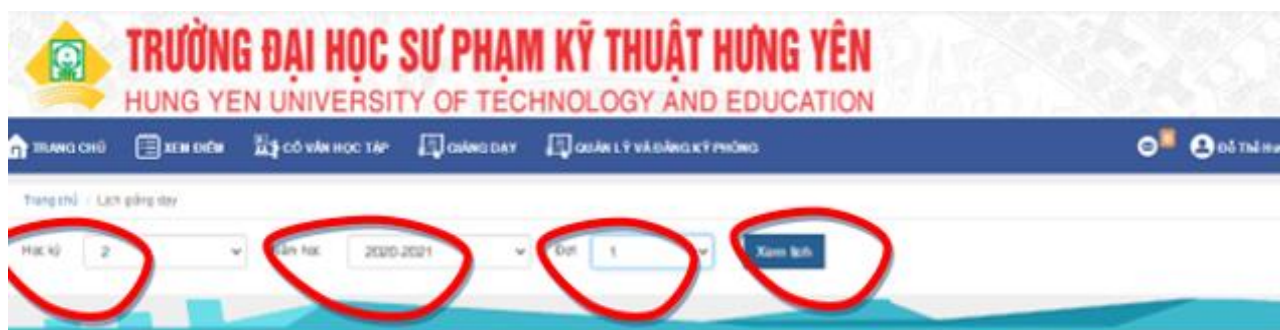 TRƯỜNG ĐẠI HỌC SƯ PHẠM KỸ THUẬT HƯNG YÊN
HUNG YEN UNIVERSITY OF TECHNOLOGY AND EDUCATION
TRANG CHỦ XEM ĐIỂM CỐ VẤN HỌC TẬP GIẢNG DẠY QUẢN LÝ VÀ ĐĂNG KÝ PHÒNG Đỗ Thị
Trang chủ / Lịch giảng dạy
Học kỳ 2 Năm học 2020-2021 Đợt 1 Xem lịch